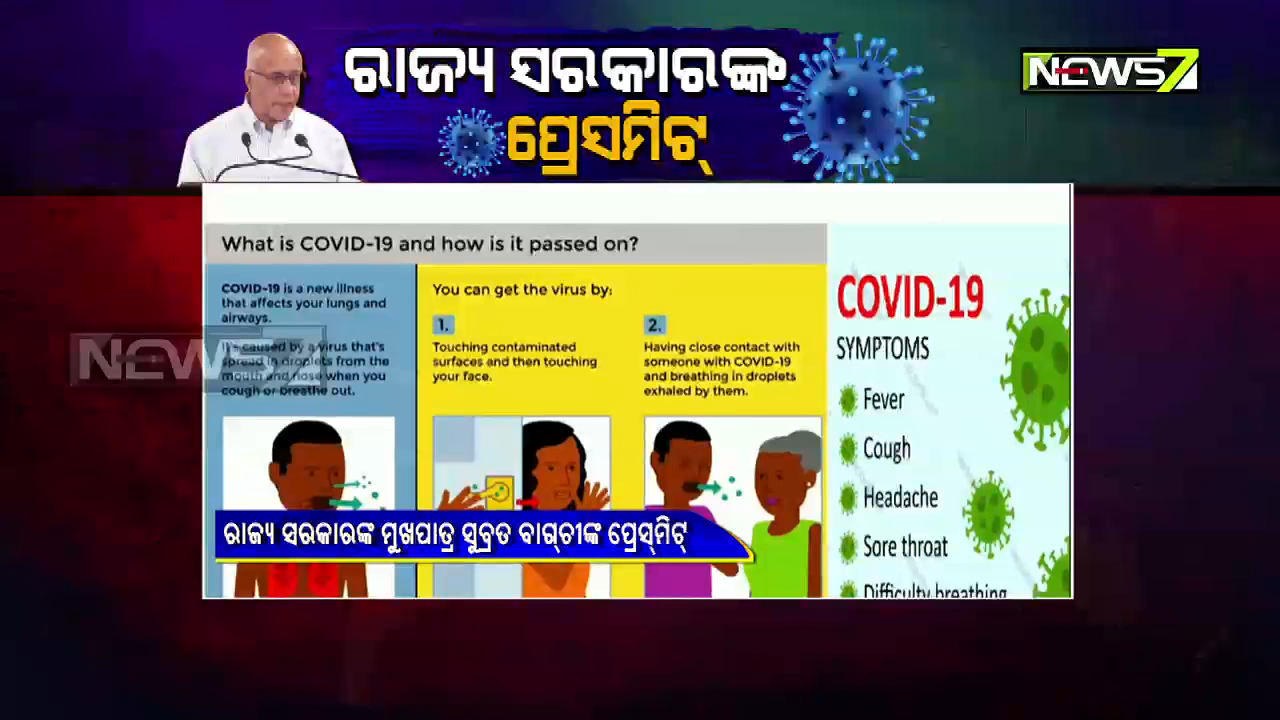 ରାଜ୍ୟ ସରକାରଙ୍କ
ପ୍ରେସମିଟ୍
NEWS7
What is COVID-19 and how is it passed on?
COVID-19 is a new illness
that affects your lungs and
airways.
It's caused by a virus that's
spread in droplets from the
mouth and nose when you
cough or breathe out.
NEWS7
You can get the virus by:
1.
Touching contaminated
surfaces and then touching
your face.
2.
Having close contact with
someone with COVID-19
and breathing in droplets
exhaled by them.
COVID-19
SYMPTOMS
Fever
Cough
Headache
Sore throat
Difficulty breathing
ରାଜ୍ୟ ସରକାରଙ୍କ ମୁଖପାତ୍ର ସୁବ୍ରତ ବାଗ୍‌ଚୀଙ୍କ ପ୍ରେସ୍‌ମିଟ୍